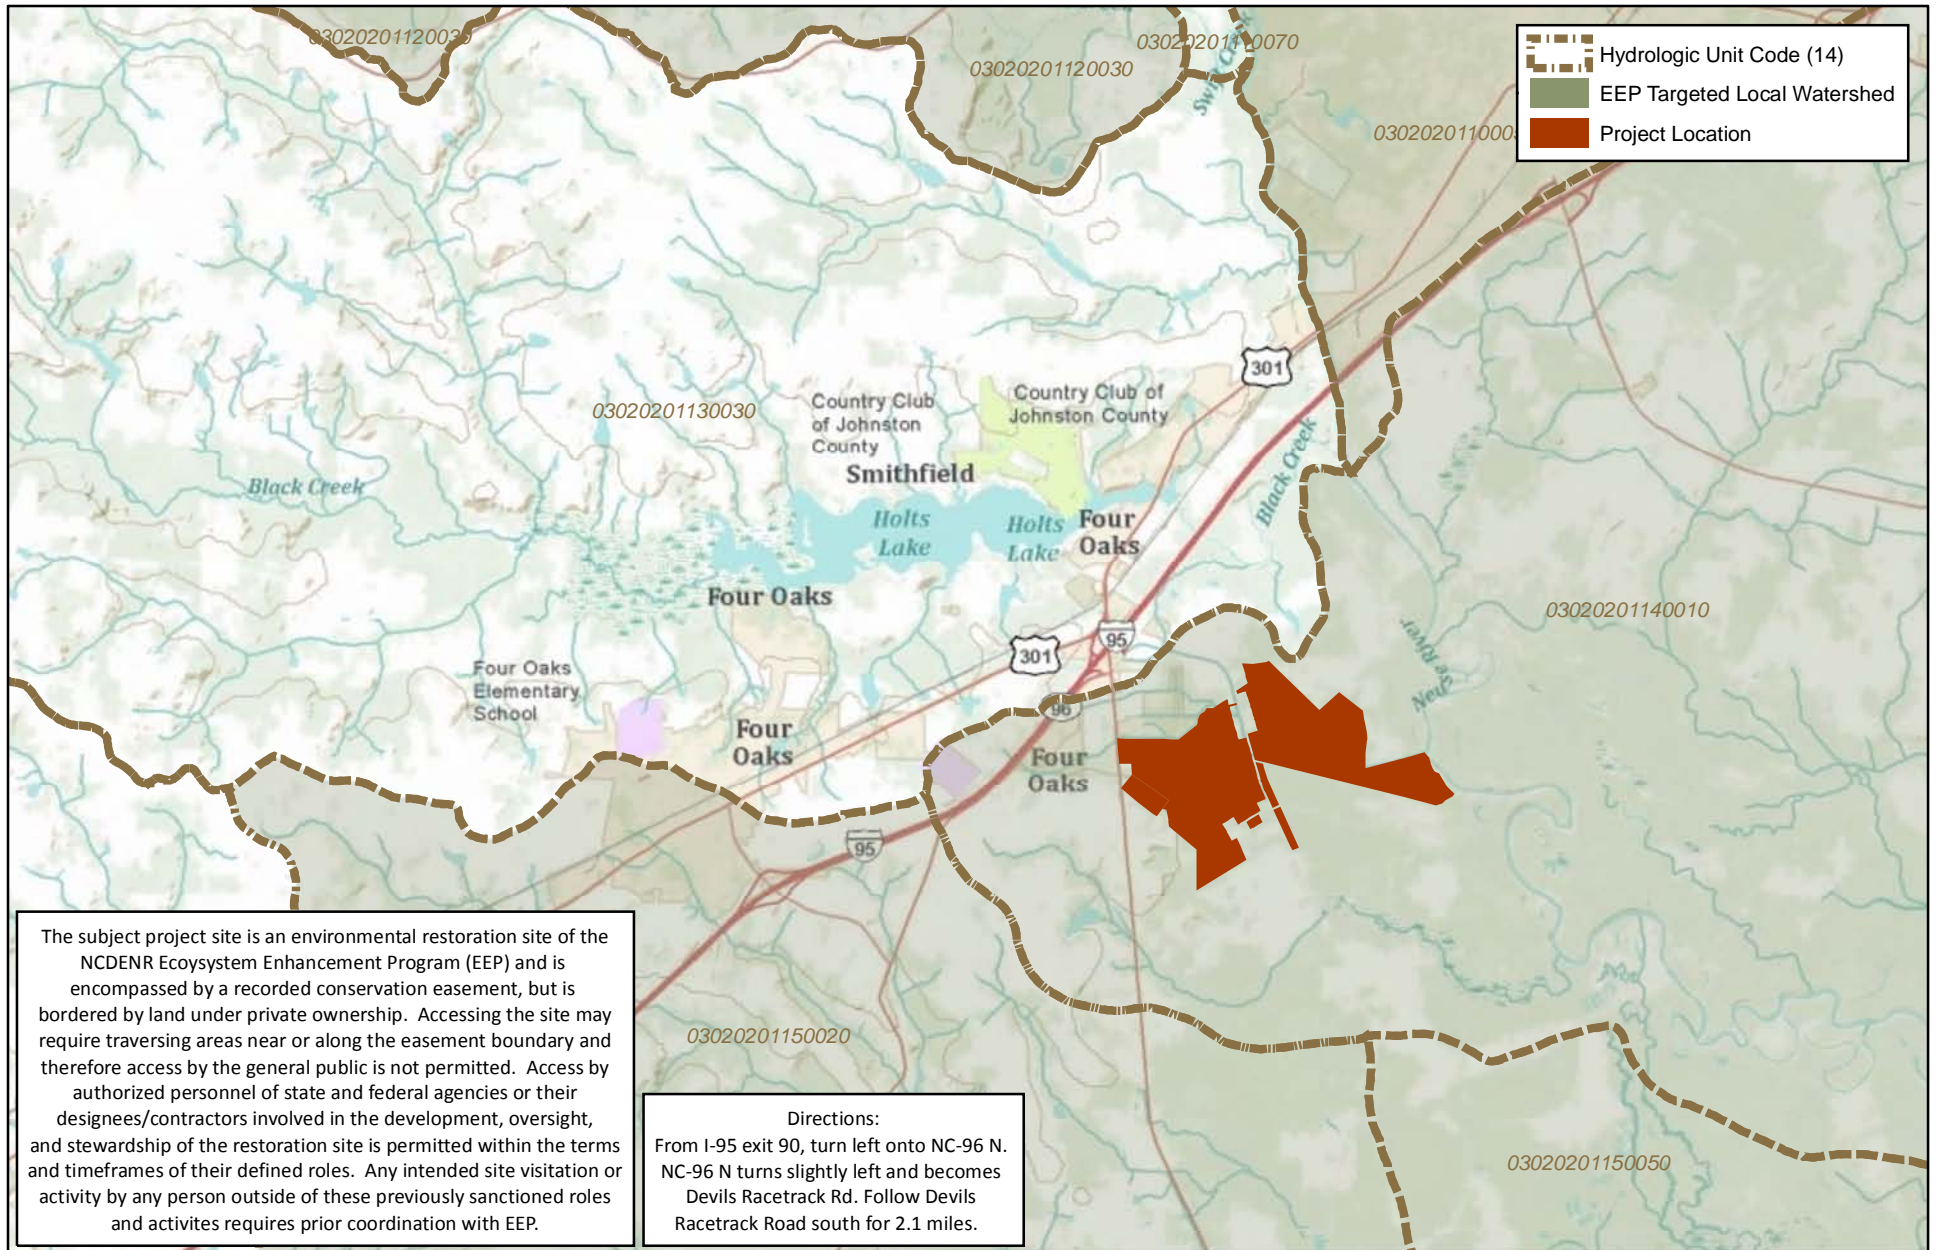 03020201120030
03020201120030
03020201170070
Swift Creek
Hydrologic Unit Code (14)
EEP Targeted Local Watershed
Project Location
301
03020201130030
Country Club
of Johnston
County
Country Club of
Johnston County
Smithfield
Black Creek
Black Creek
Holts
Lake
Holts
Lake
Four
Oaks
Four Oaks
03020201140010
301
95
Neuse River
Four Oaks
Elementary
School
96
Four
Oaks
Four
Oaks
95
The subject project site is an environmental restoration site of the
NCDENR Ecoysystem Enhancement Program (EEP) and is
encompassed by a recorded conservation easement, but is
bordered by land under private ownership. Accessing the site may
require traversing areas near or along the easement boundary and
therefore access by the general public is not permitted. Access by
authorized personnel of state and federal agencies or their
designees/contractors involved in the development, oversight,
and stewardship of the restoration site is permitted within the terms
and timeframes of their defined roles. Any intended site visitation or
activity by any person outside of these previously sanctioned roles
and activites requires prior coordination with EEP.
03020201150020
Directions:
From I-95 exit 90, turn left onto NC-96 N.
NC-96 N turns slightly left and becomes
Devils Racetrack Rd. Follow Devils
Racetrack Road south for 2.1 miles.
03020201150050